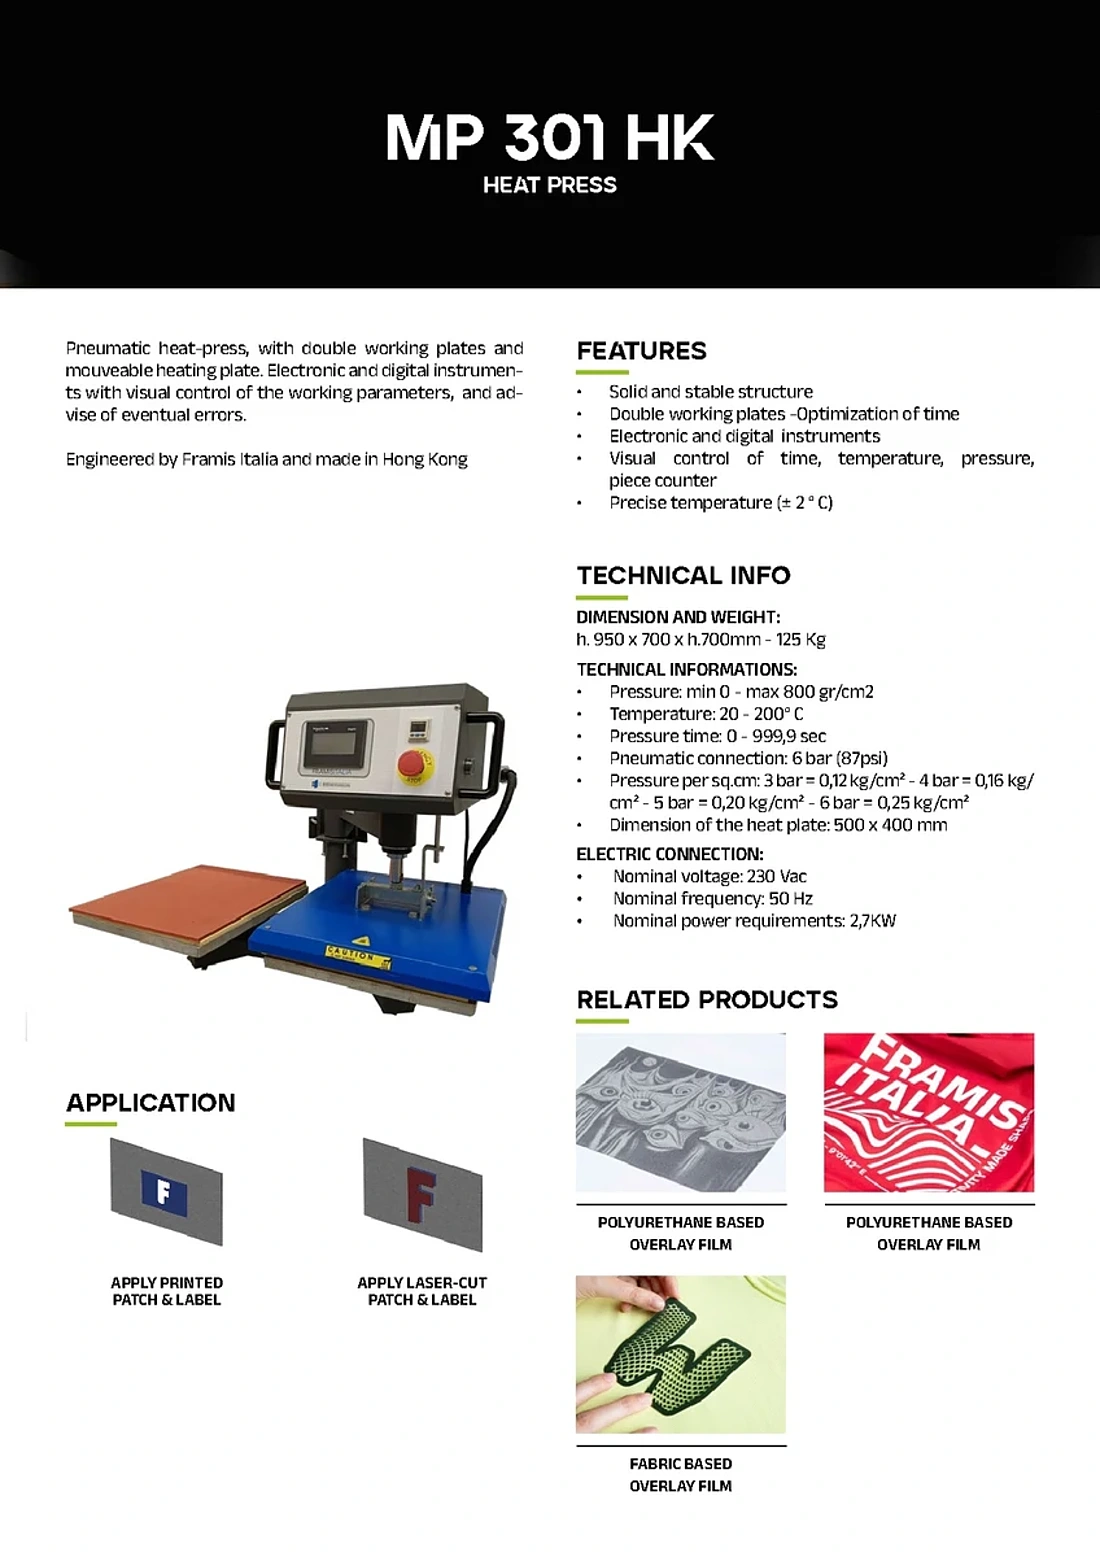 MP 301 HK
HEAT PRESS
Pneumatic heat-press, with double working plates and
mouveable heating plate. Electronic and digital instrumen-
ts with visual control of the working parameters, and ad-
vise of eventual errors.
Engineered by Framis Italia and made in Hong Kong
FEATURES
• Solid and stable structure
• Double working plates -Optimization of time
• Electronic and digital instruments
• Visual control of time, temperature, pressure,
piece counter
• Precise temperature (± 2 ° C)
TECHNICAL INFO
DIMENSION AND WEIGHT:
h. 950 x 700 x h.700mm - 125 Kg
TECHNICAL INFORMATIONS:
• Pressure: min 0 - max 800 gr/cm2
• Temperature: 20 - 200° C
• Pressure time: 0 - 999,9 sec
• Pneumatic connection: 6 bar (87psi)
• Pressure per sq.cm: 3 bar = 0,12 kg/cm² - 4 bar = 0,16 kg/
cm² - 5 bar = 0,20 kg/cm² - 6 bar = 0,25 kg/cm²
• Dimension of the heat plate: 500 x 400 mm
ELECTRIC CONNECTION:
• Nominal voltage: 230 Vac
• Nominal frequency: 50 Hz
• Nominal power requirements: 2,7KW
FRAMISITALIA
STOP
CAUTION
RELATED PRODUCTS
FRAMIS
ITALIA.
POLYURETHANE BASED
OVERLAY FILM
POLYURETHANE BASED
OVERLAY FILM
FABRIC BASED
OVERLAY FILM
APPLICATION
F
F
APPLY PRINTED
PATCH & LABEL
APPLY LASER-CUT
PATCH & LABEL